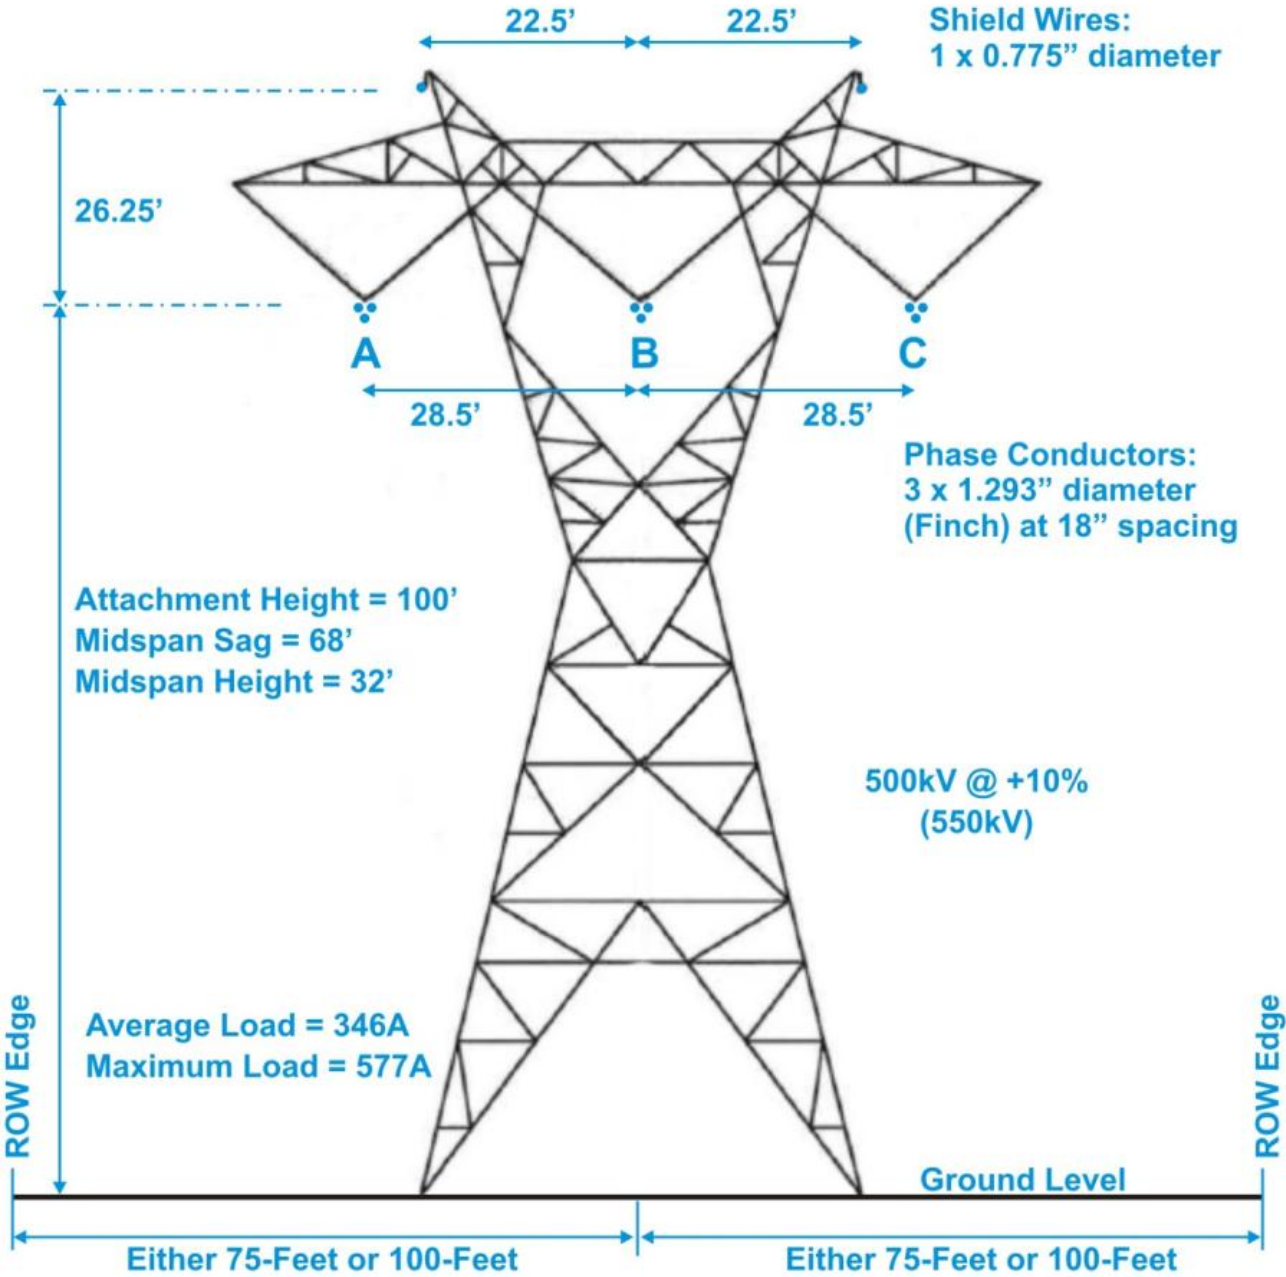 22.5’
22.5’
Shield Wires:
1 x 0.775” diameter
26.25’
A
B
C
28.5’
28.5’
Phase Conductors:
3 x 1.293” diameter
(Finch) at 18” spacing
Attachment Height = 100’
Midspan Sag = 68’
Midspan Height = 32’
500kV @ +10%
(550kV)
Average Load = 346A
Maximum Load = 577A
ROW Edge
ROW Edge
Ground Level
Either 75-Feet or 100-Feet
Either 75-Feet or 100-Feet